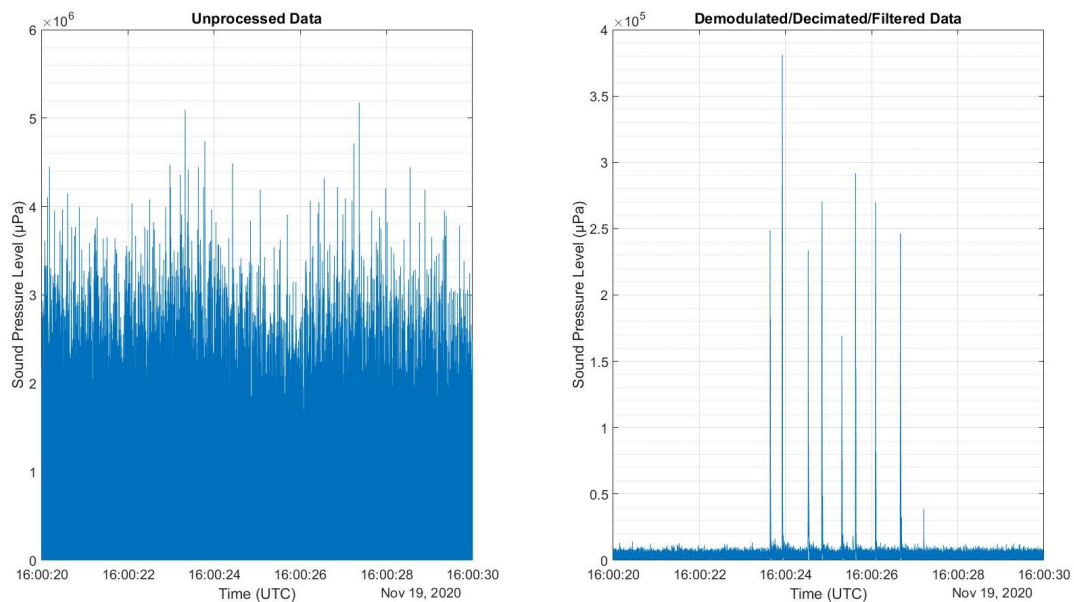 Unprocessed Data
×10⁶
6
5
4
3
2
1
0
Sound Pressure Level (µPa)
16:00:20 16:00:22 16:00:24 16:00:26 16:00:28 16:00:30
Time (UTC)
Nov 19, 2020
Demodulated/Decimated/Filtered Data
×10⁵
4
3.5
3
2.5
2
1.5
1
0.5
0
Sound Pressure Level (µPa)
16:00:20 16:00:22 16:00:24 16:00:26 16:00:28 16:00:30
Time (UTC)
Nov 19, 2020